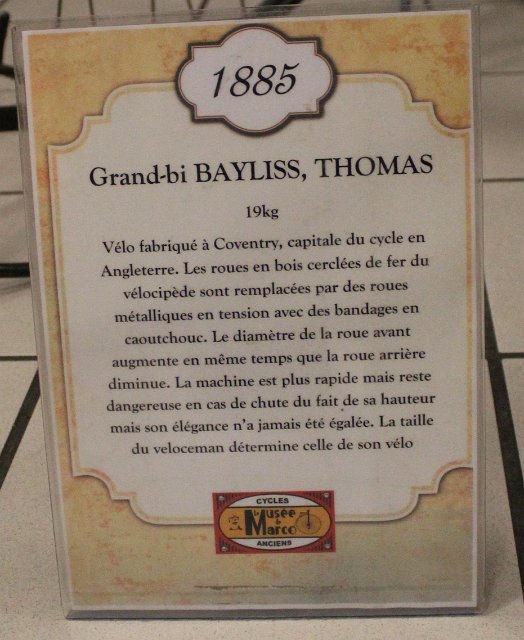 1885
Grand-bi BAYLISS, THOMAS
19kg
Vélo fabriqué à Coventry, capitale du cycle en
Angleterre. Les roues en bois cerclées de fer du
vélocipède sont remplacées par des roues
métalliques en tension avec des bandages en
caoutchouc. Le diamètre de la roue avant
augmente en même temps que la roue arrière
diminue. La machine est plus rapide mais reste
dangereuse en cas de chute du fait de sa hauteur
mais son élégance n'a jamais été égalée. La taille
du veloceman détermine celle de son vélo
CYCLES
le Musée
de Marco
ANCIENS